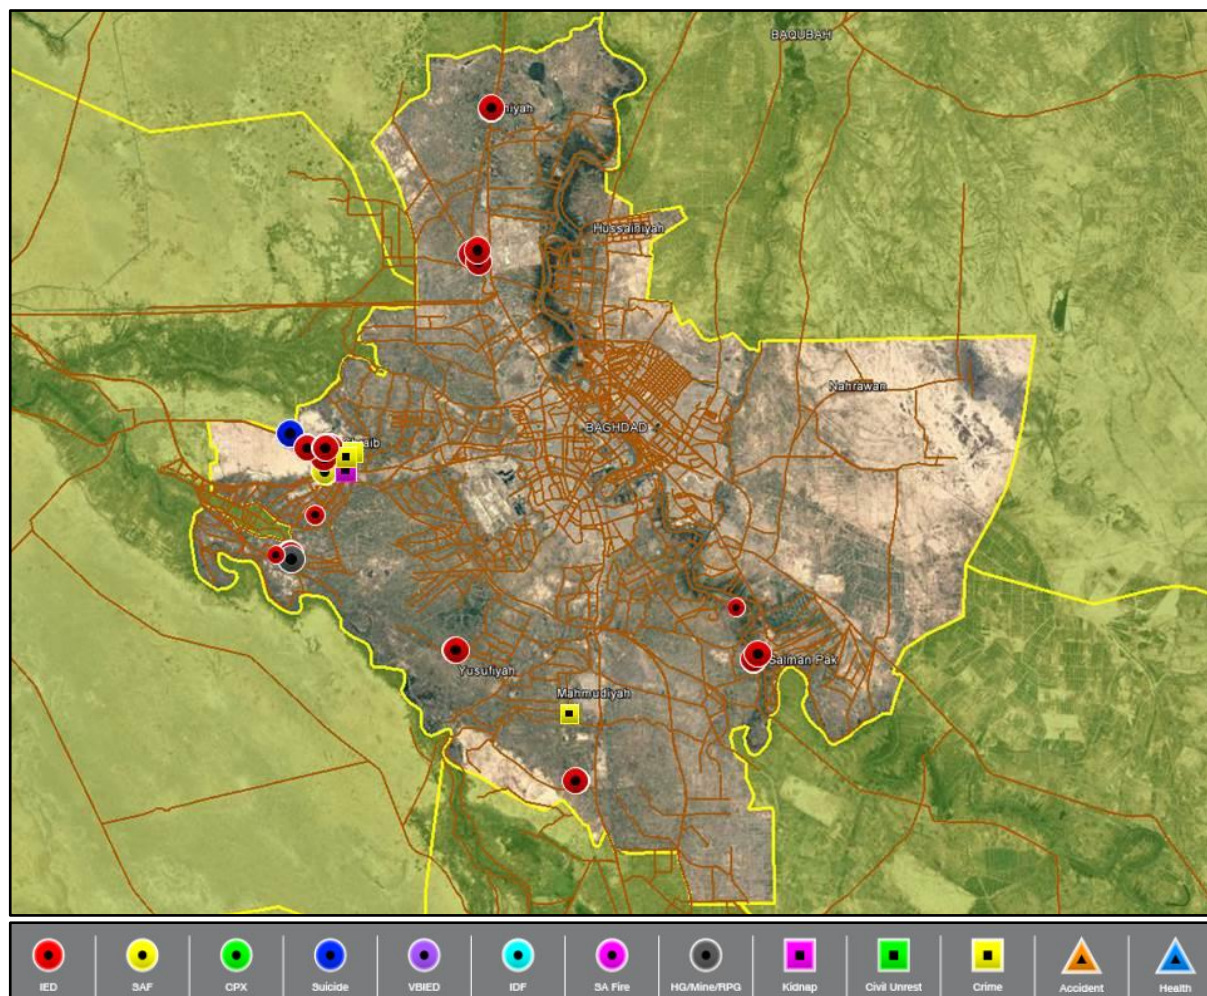 BAQUBAH
Hussainiyah
Nahrawan
BAGHDAD
Salman Pak
Yusufiyah
Mahmudiyah
IED
SAF
CPX
Suicide
VBIED
IDF
SA Fire
HG/Mine/RPG
Kidnap
Civil Unrest
Crime
Accident
Health